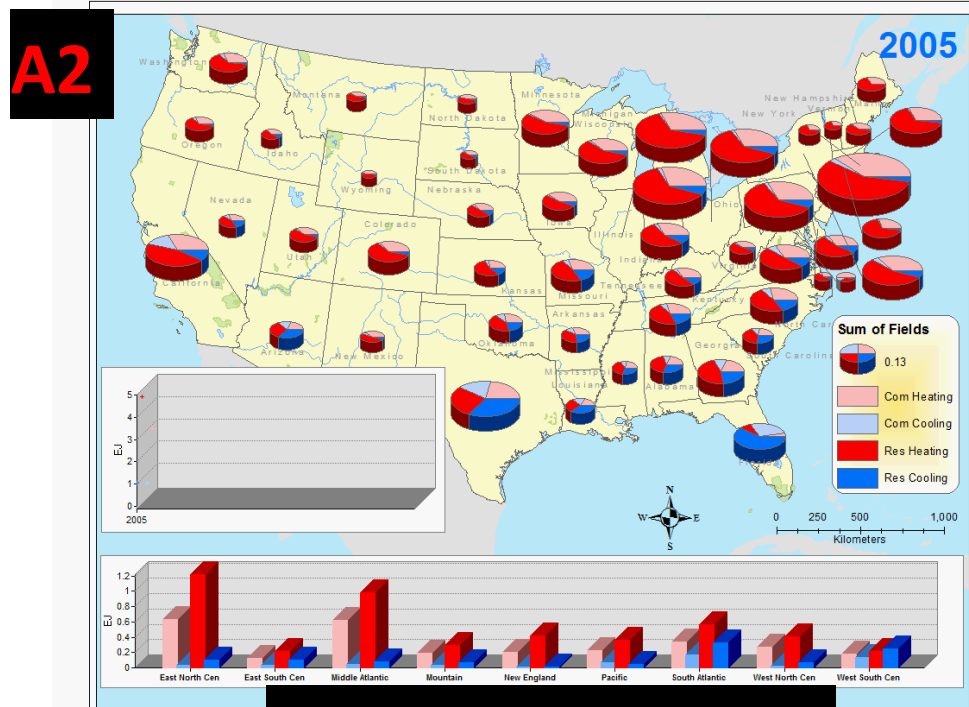 A2
2005
Washington
Montana
North Dakota
Minnesota
Michigan
Wisconsin
New Hampshire
Vermont
New York
Oregon
Idaho
South Dakota
Wyoming
Nebraska
Nevada
Iowa
Ohio
Utah
Colorado
Illinois
Indiana
Virginia
California
Kansas
Missouri
Tennessee
Kentucky
Arkansas
Arizona
New Mexico
Oklahoma
Georgia
South Carolina
Mississippi
Louisiana
Alabama
Sum of Fields
0.13
Com Heating
Com Cooling
Res Heating
Res Cooling
N
W E
S
0 250 500 1,000
Kilometers
5
4
3
2
1
0
EJ
2005
1.2
1
0.8
0.6
0.4
0.2
0
EJ
East North Cen East South Cen Middle Atlantic Mountain New England Pacific South Atlantic West North Cen West South Cen